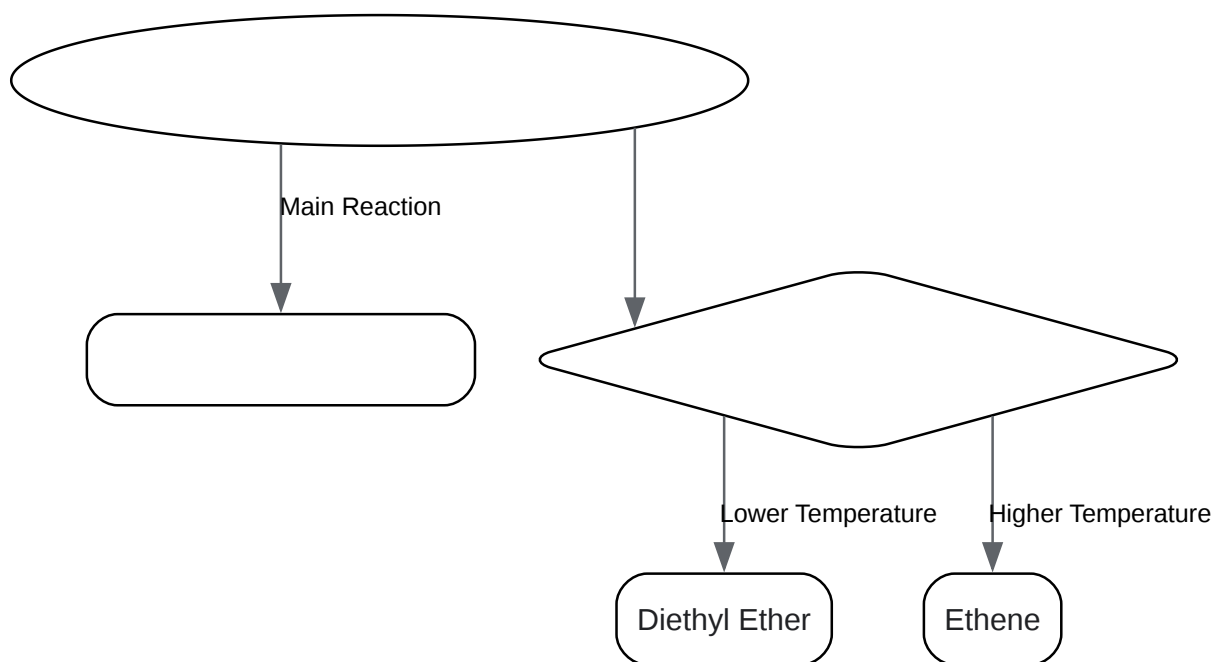 Main Reaction
Lower Temperature
Higher Temperature
Diethyl Ether
Ethene